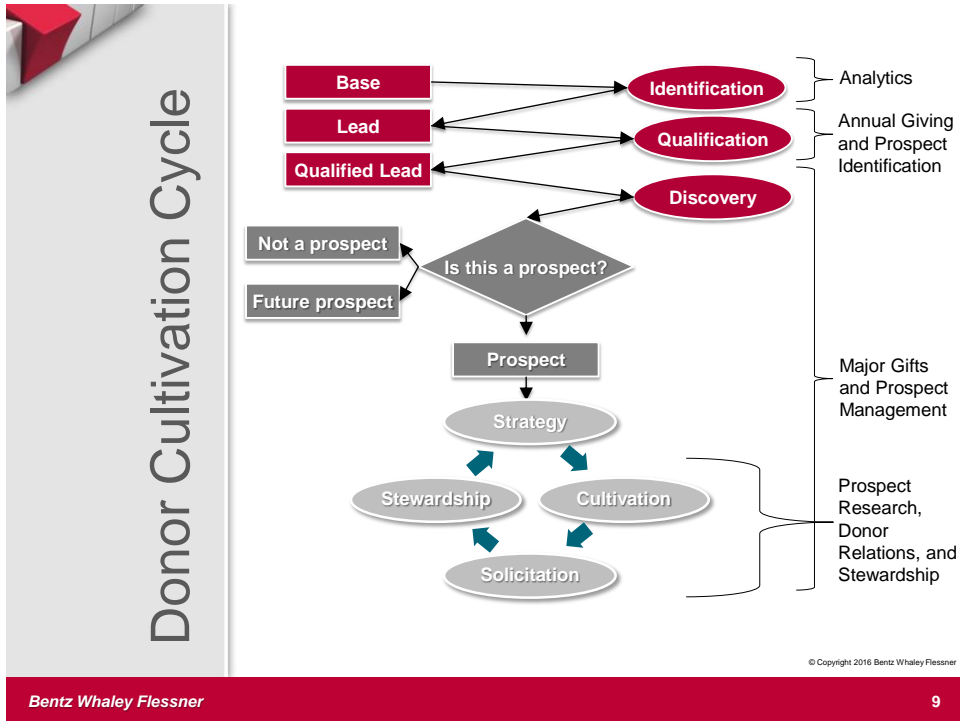 Donor Cultivation Cycle
Base
Identification
Analytics
Lead
Qualification
Annual Giving
and Prospect
Identification
Qualified Lead
Discovery
Not a prospect
Is this a prospect?
Future prospect
Prospect
Major Gifts
and Prospect
Management
Strategy
Stewardship
Cultivation
Solicitation
Prospect
Research,
Donor
Relations, and
Stewardship
© Copyright 2016 Bentz Whaley Flessner
Bentz Whaley Flessner
9